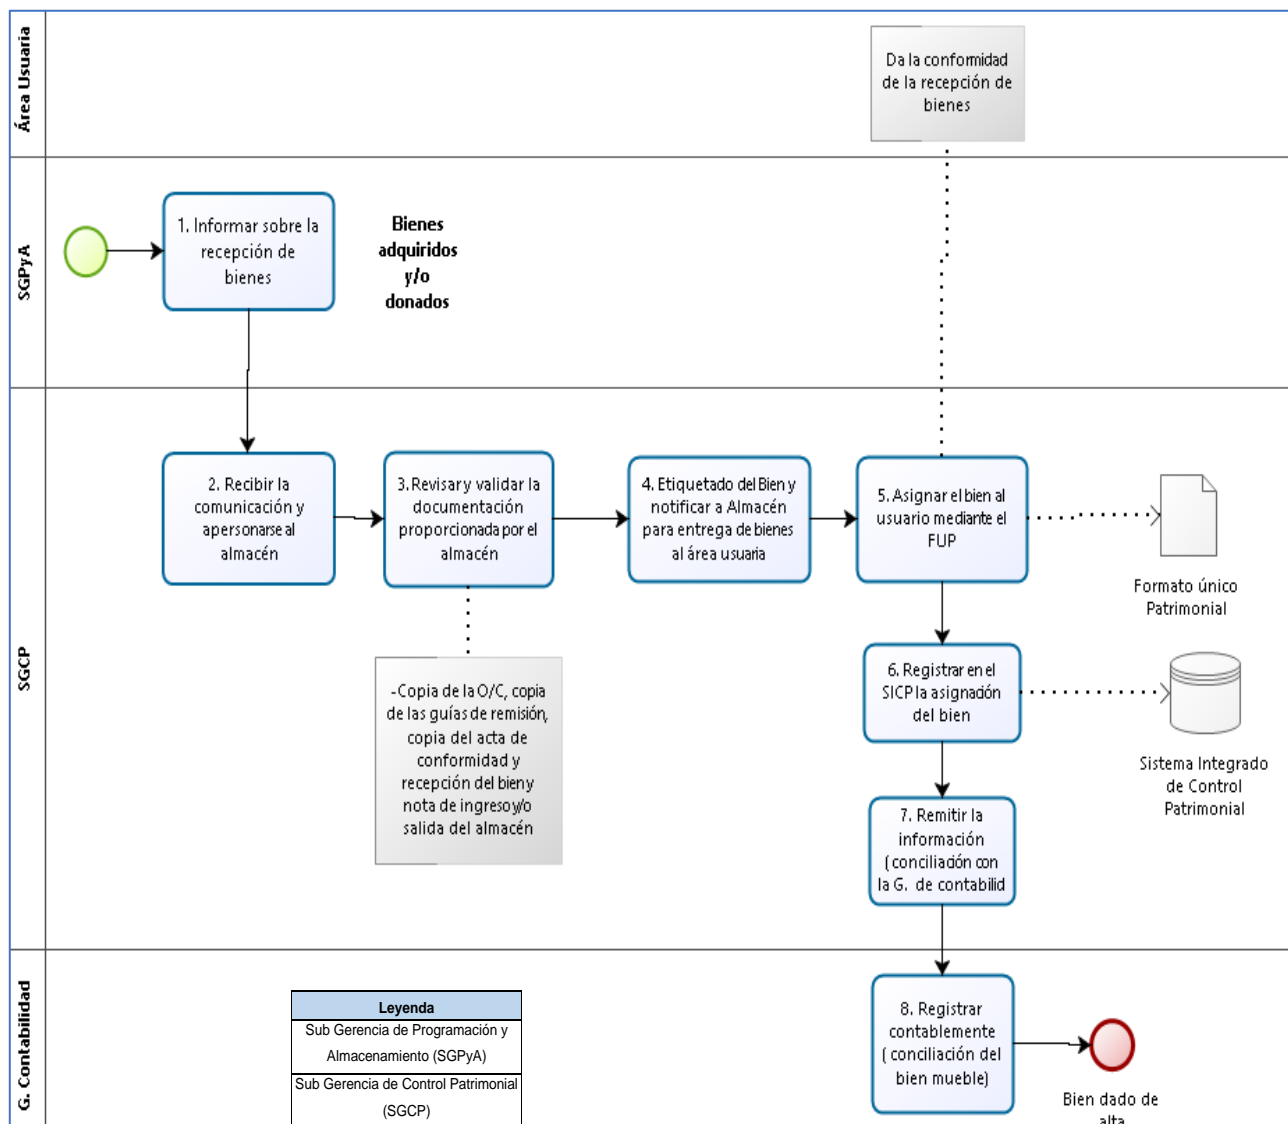 Área Usuaria
Da la conformidad
de la recepción de
bienes
SGPyA
1. Informar sobre la
recepción de
bienes
Bienes
adquiridos
y/o
donados
SGCP
2. Recibir la
comunicación y
apersonarse al
almacén
3. Revisar y validar la
documentación
proporcionada por el
almacén
4. Etiquetado del Bien y
notificar a Almacén
para entrega de bienes
al área usuaria
5. Asignar el bien al
usuario mediante el
FUP
Formato único
Patrimonial
-Copia de la O/C, copia
de las guías de remisión,
copia del acta de
conformidad y
recepción del bien y
nota de ingreso y/o
salida del almacén
6. Registrar en el
SICP la asignación
del bien
Sistema Integrado
de Control
Patrimonial
7. Remitir la
información
( conciliación con
la G. de contabilid
G. Contabilidad
Leyenda
Sub Gerencia de Programación y
Almacenamiento (SGPyA)
Sub Gerencia de Control Patrimonial
(SGCP)
8. Registrar
contablemente
( conciliación del
bien mueble)
Bien dado de
alta